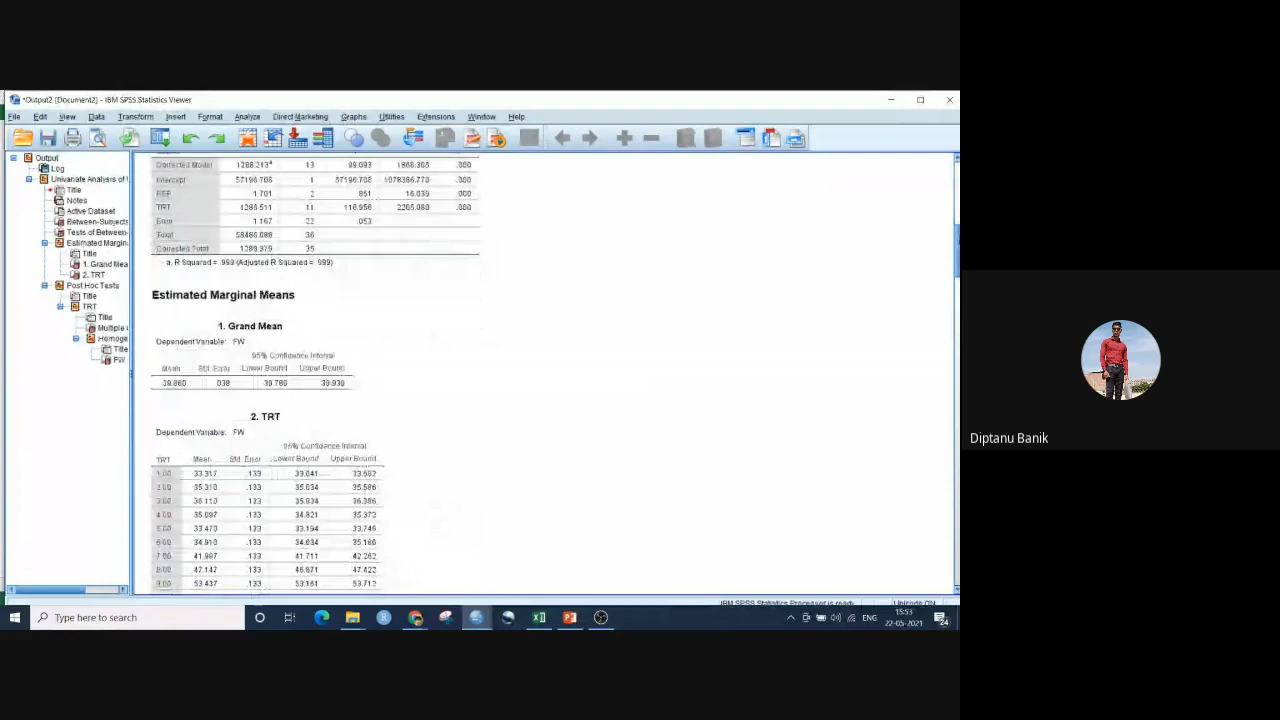 *Output2 [Document2] - IBM SPSS Statistics Viewer
File Edit View Data Transform Insert Format Analyze Direct Marketing Graphs Utilities Extensions Window Help
Output
Log
Univariate Analysis of
Title
Notes
Active Dataset
Between-Subjects
Tests of Between-
Estimated Margin
Title
1. Grand Mea
2. TRT
Post Hoc Tests
Title
TRT
Title
Multiple
Homoge
Title
FW
Corrected Model 1288.213a 13 99.093 1868.305 .000
Intercept 57196.708 1 57196.708 1078386.770 .000
REP 1.701 2 .851 16.039 .000
TRT 1286.511 11 116.956 2205.080 .000
Error 1.167 22 .053
Total 58486.088 36
Corrected Total 1289.379 35
a. R Squared = .999 (Adjusted R Squared = .999)
Estimated Marginal Means
1. Grand Mean
Dependent Variable: FW
95% Confidence Interval
Mean Std. Error Lower Bound Upper Bound
39.860 .038 39.780 39.939
2. TRT
Dependent Variable: FW
95% Confidence Interval
TRT Mean Std. Error Lower Bound Upper Bound
1.00 33.317 .133 33.041 33.592
2.00 35.310 .133 35.034 35.586
3.00 36.110 .133 35.834 36.386
4.00 35.097 .133 34.821 35.372
5.00 33.470 .133 33.194 33.746
6.00 34.910 .133 34.634 35.186
7.00 41.987 .133 41.711 42.262
8.00 47.147 .133 46.871 47.422
9.00 53.437 .133 53.161 53.712
IBM SPSS Statistics Processor is ready Unicode:ON
Type here to search
ENG
15:53
22-05-2021
24
Diptanu Banik